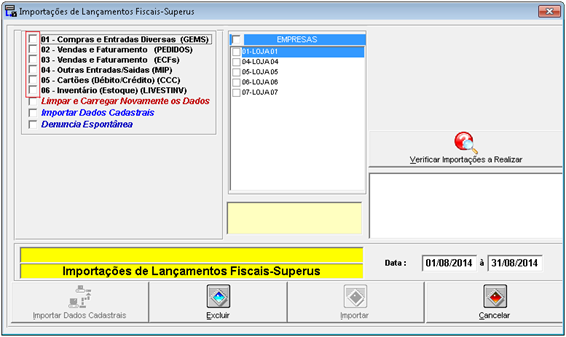 Importações de Lançamentos Fiscais-Superus
01 - Compras e Entradas Diversas (GEMS)
02 - Vendas e Faturamento (PEDIDOS)
03 - Vendas e Faturamento (ECFs)
04 - Outras Entradas/Saidas (MIP)
05 - Cartões (Débito/Crédito) (CCC)
06 - Inventário (Estoque) (LIVESTINV)
Limpar e Carregar Novamente os Dados
Importar Dados Cadastrais
Denuncia Espontânea
EMPRESAS
01-LOJA 01
04-LOJA 04
05-LOJA 05
06-LOJA 06
07-LOJA 07
Verificar Importações a Realizar
Importações de Lançamentos Fiscais-Superus
Data : 01/08/2014 à 31/08/2014
Importar Dados Cadastrais
Excluir
Importar
Cancelar